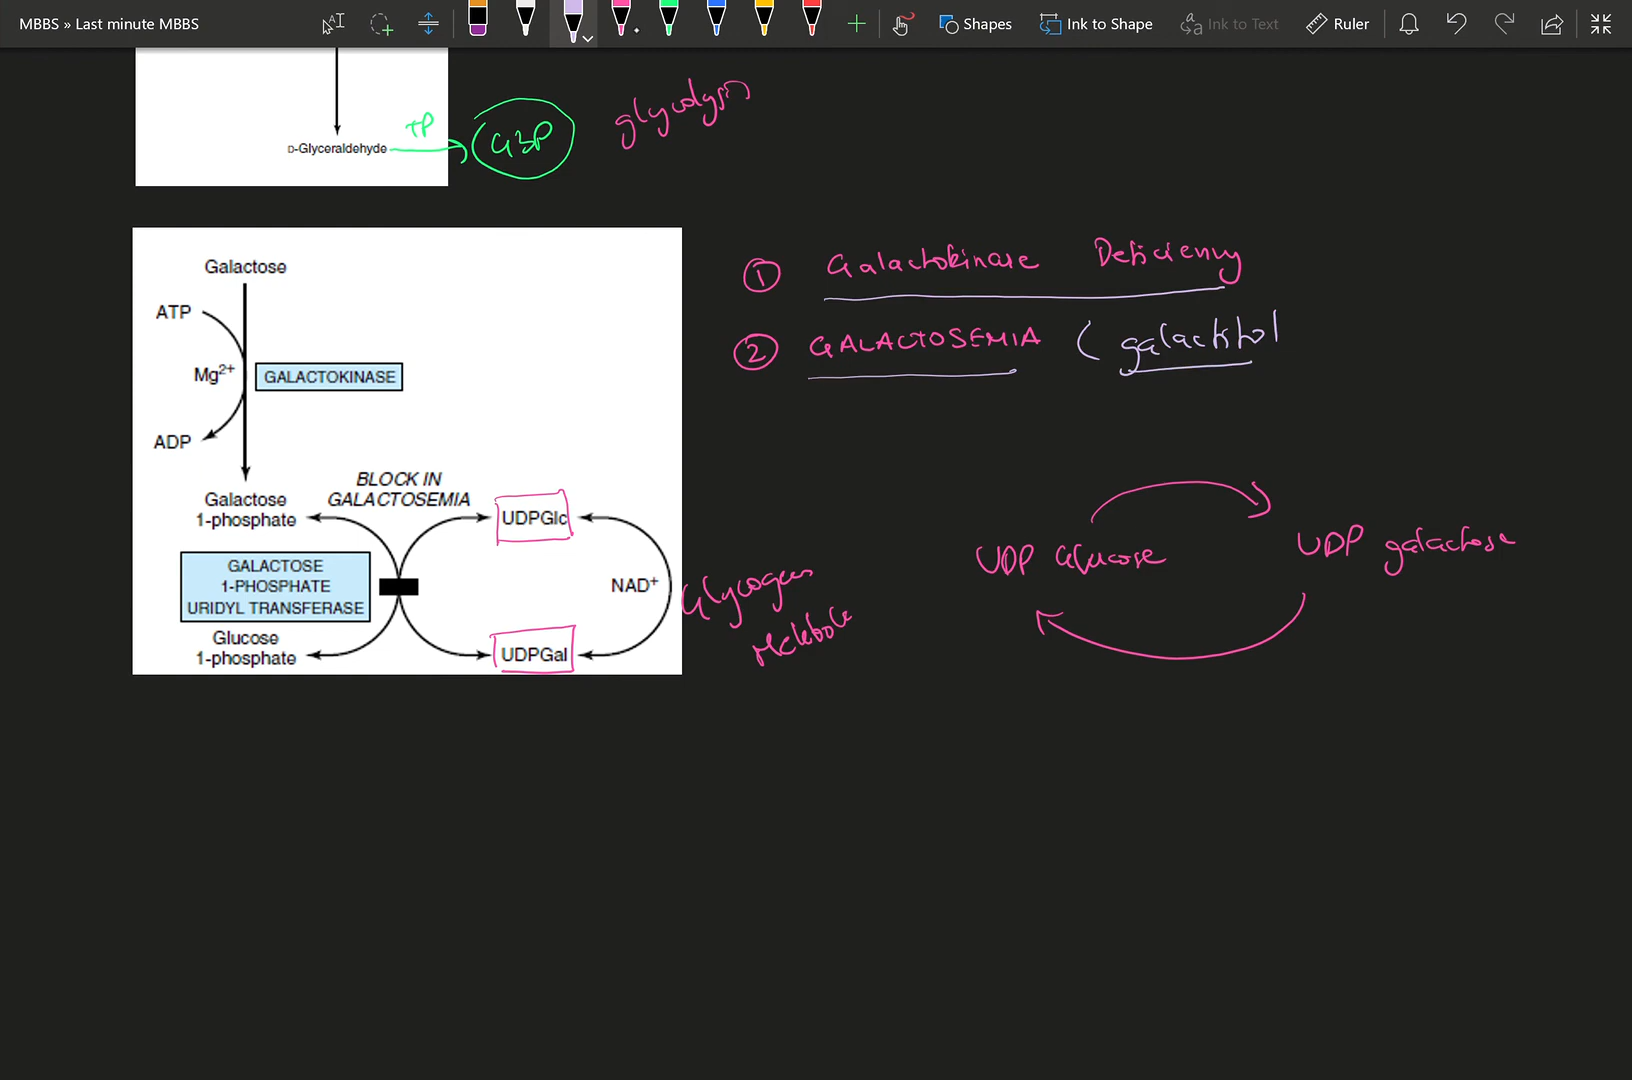 MBBS » Last minute MBBS
Shapes
Ink to Shape
Ink to Text
Ruler
D-Glyceraldehyde
TP
G3P
glycolysis
Galactose
ATP
Mg2+
GALACTOKINASE
ADP
Galactose
1-phosphate
BLOCK IN
GALACTOSEMIA
UDPGlc
GALACTOSE
1-PHOSPHATE
URIDYL TRANSFERASE
NAD+
Glucose
1-phosphate
UDPGal
① Galactokinase Deficiency
② GALACTOSEMIA (galactitol
UDP Glucose
UDP galactose
Glycogen